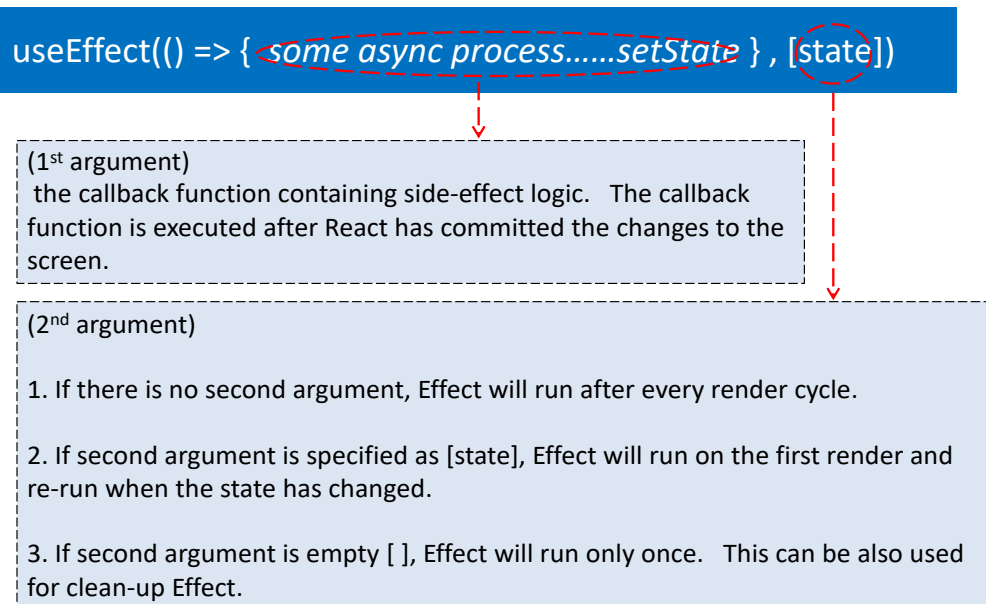 useEffect(() => { some async process……setState } , [state])
(1st argument)
the callback function containing side-effect logic. The callback
function is executed after React has committed the changes to the
screen.
(2nd argument)
1. If there is no second argument, Effect will run after every render cycle.
2. If second argument is specified as [state], Effect will run on the first render and
re-run when the state has changed.
3. If second argument is empty [ ], Effect will run only once. This can be also used
for clean-up Effect.